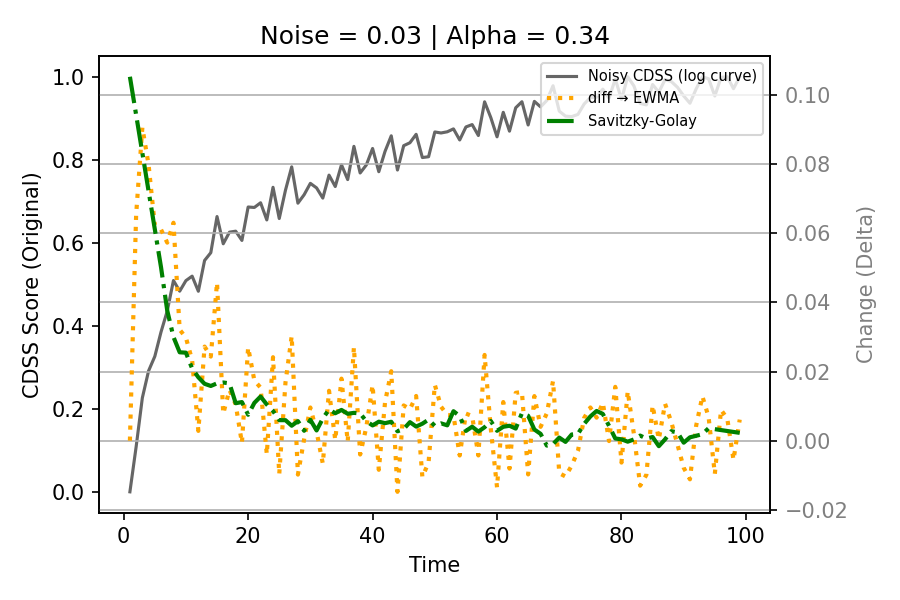 Noise = 0.03 | Alpha = 0.34
CDSS Score (Original)
1.0
0.8
0.6
0.4
0.2
0.0
Noisy CDSS (log curve)
diff → EWMA
Savitzky-Golay
0.10
0.08
0.06
0.04
0.02
0.00
−0.02
Change (Delta)
0 20 40 60 80 100
Time